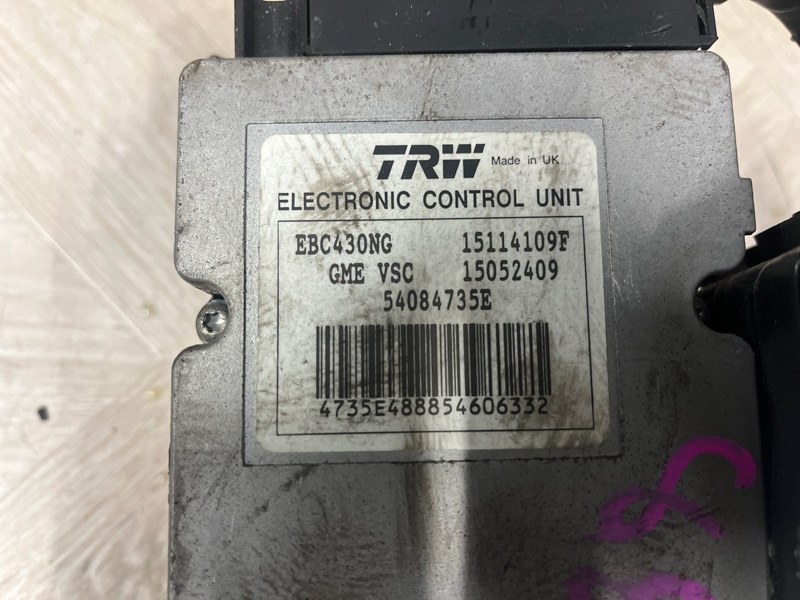 TRW Made in UK
ELECTRONIC CONTROL UNIT
EBC430NG 15114109F
GME VSC 15052409
54084735E
4735E488854606332